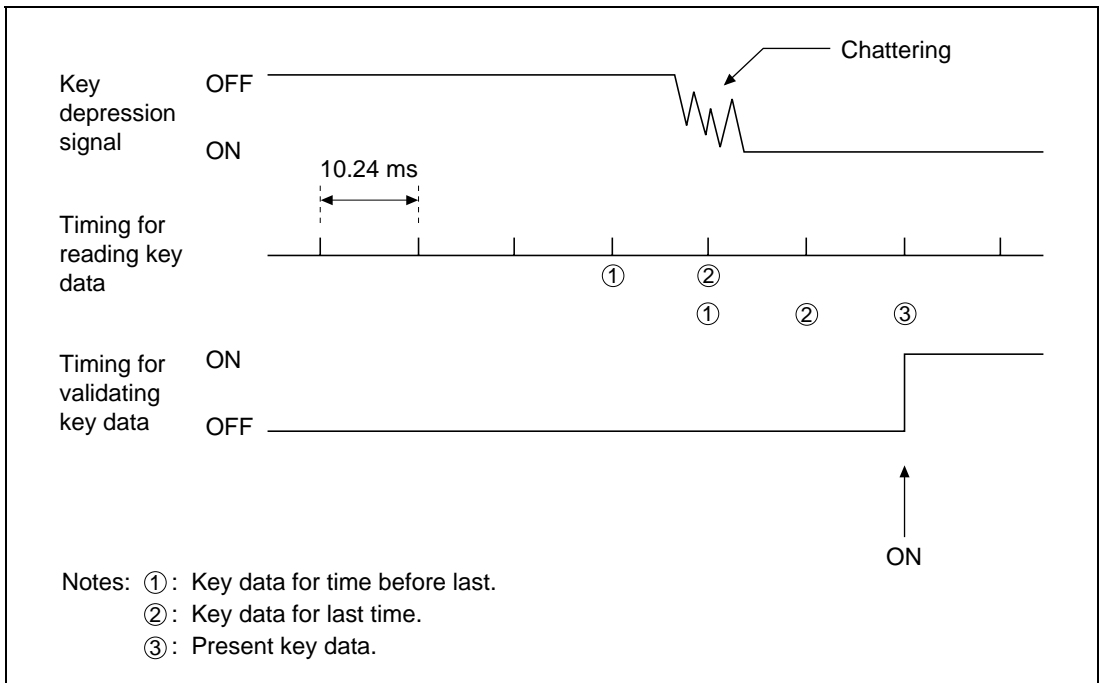 Chattering
Key
depression
signal
OFF
ON
10.24 ms
Timing for
reading key
data
① ②
① ② ③
Timing for
validating
key data
ON
OFF
ON
Notes: ①: Key data for time before last.
②: Key data for last time.
③: Present key data.